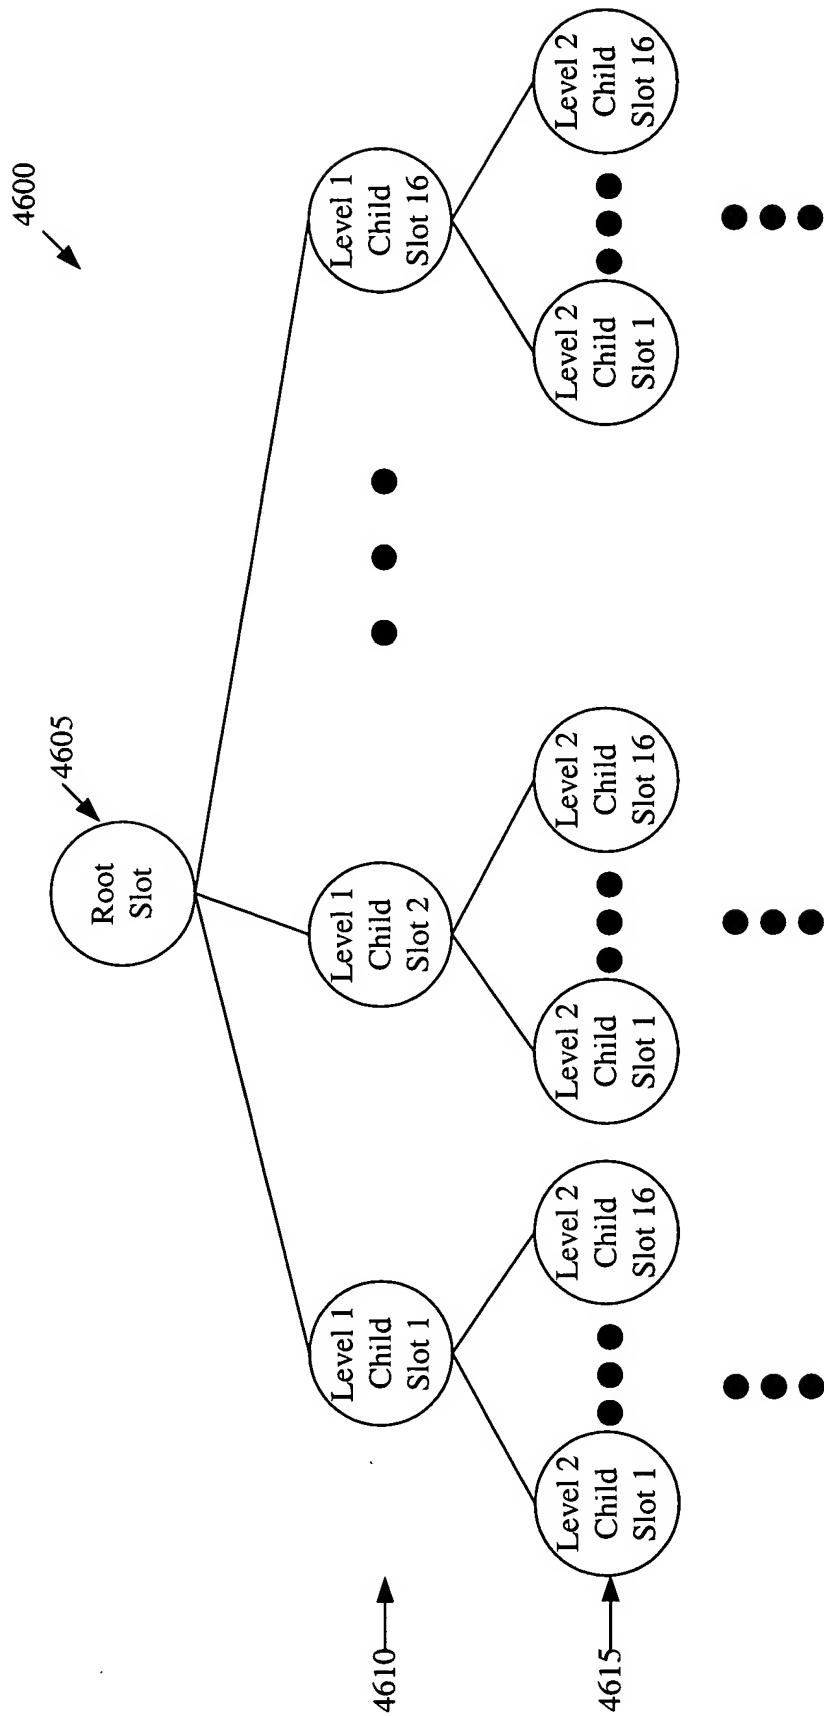 4600
4605
Root
Slot
4610
Level 1
Child
Slot 1
Level 1
Child
Slot 2
Level 1
Child
Slot 16
4615
Level 2
Child
Slot 1
Level 2
Child
Slot 16
Level 2
Child
Slot 1
Level 2
Child
Slot 16
Level 2
Child
Slot 1
Level 2
Child
Slot 16